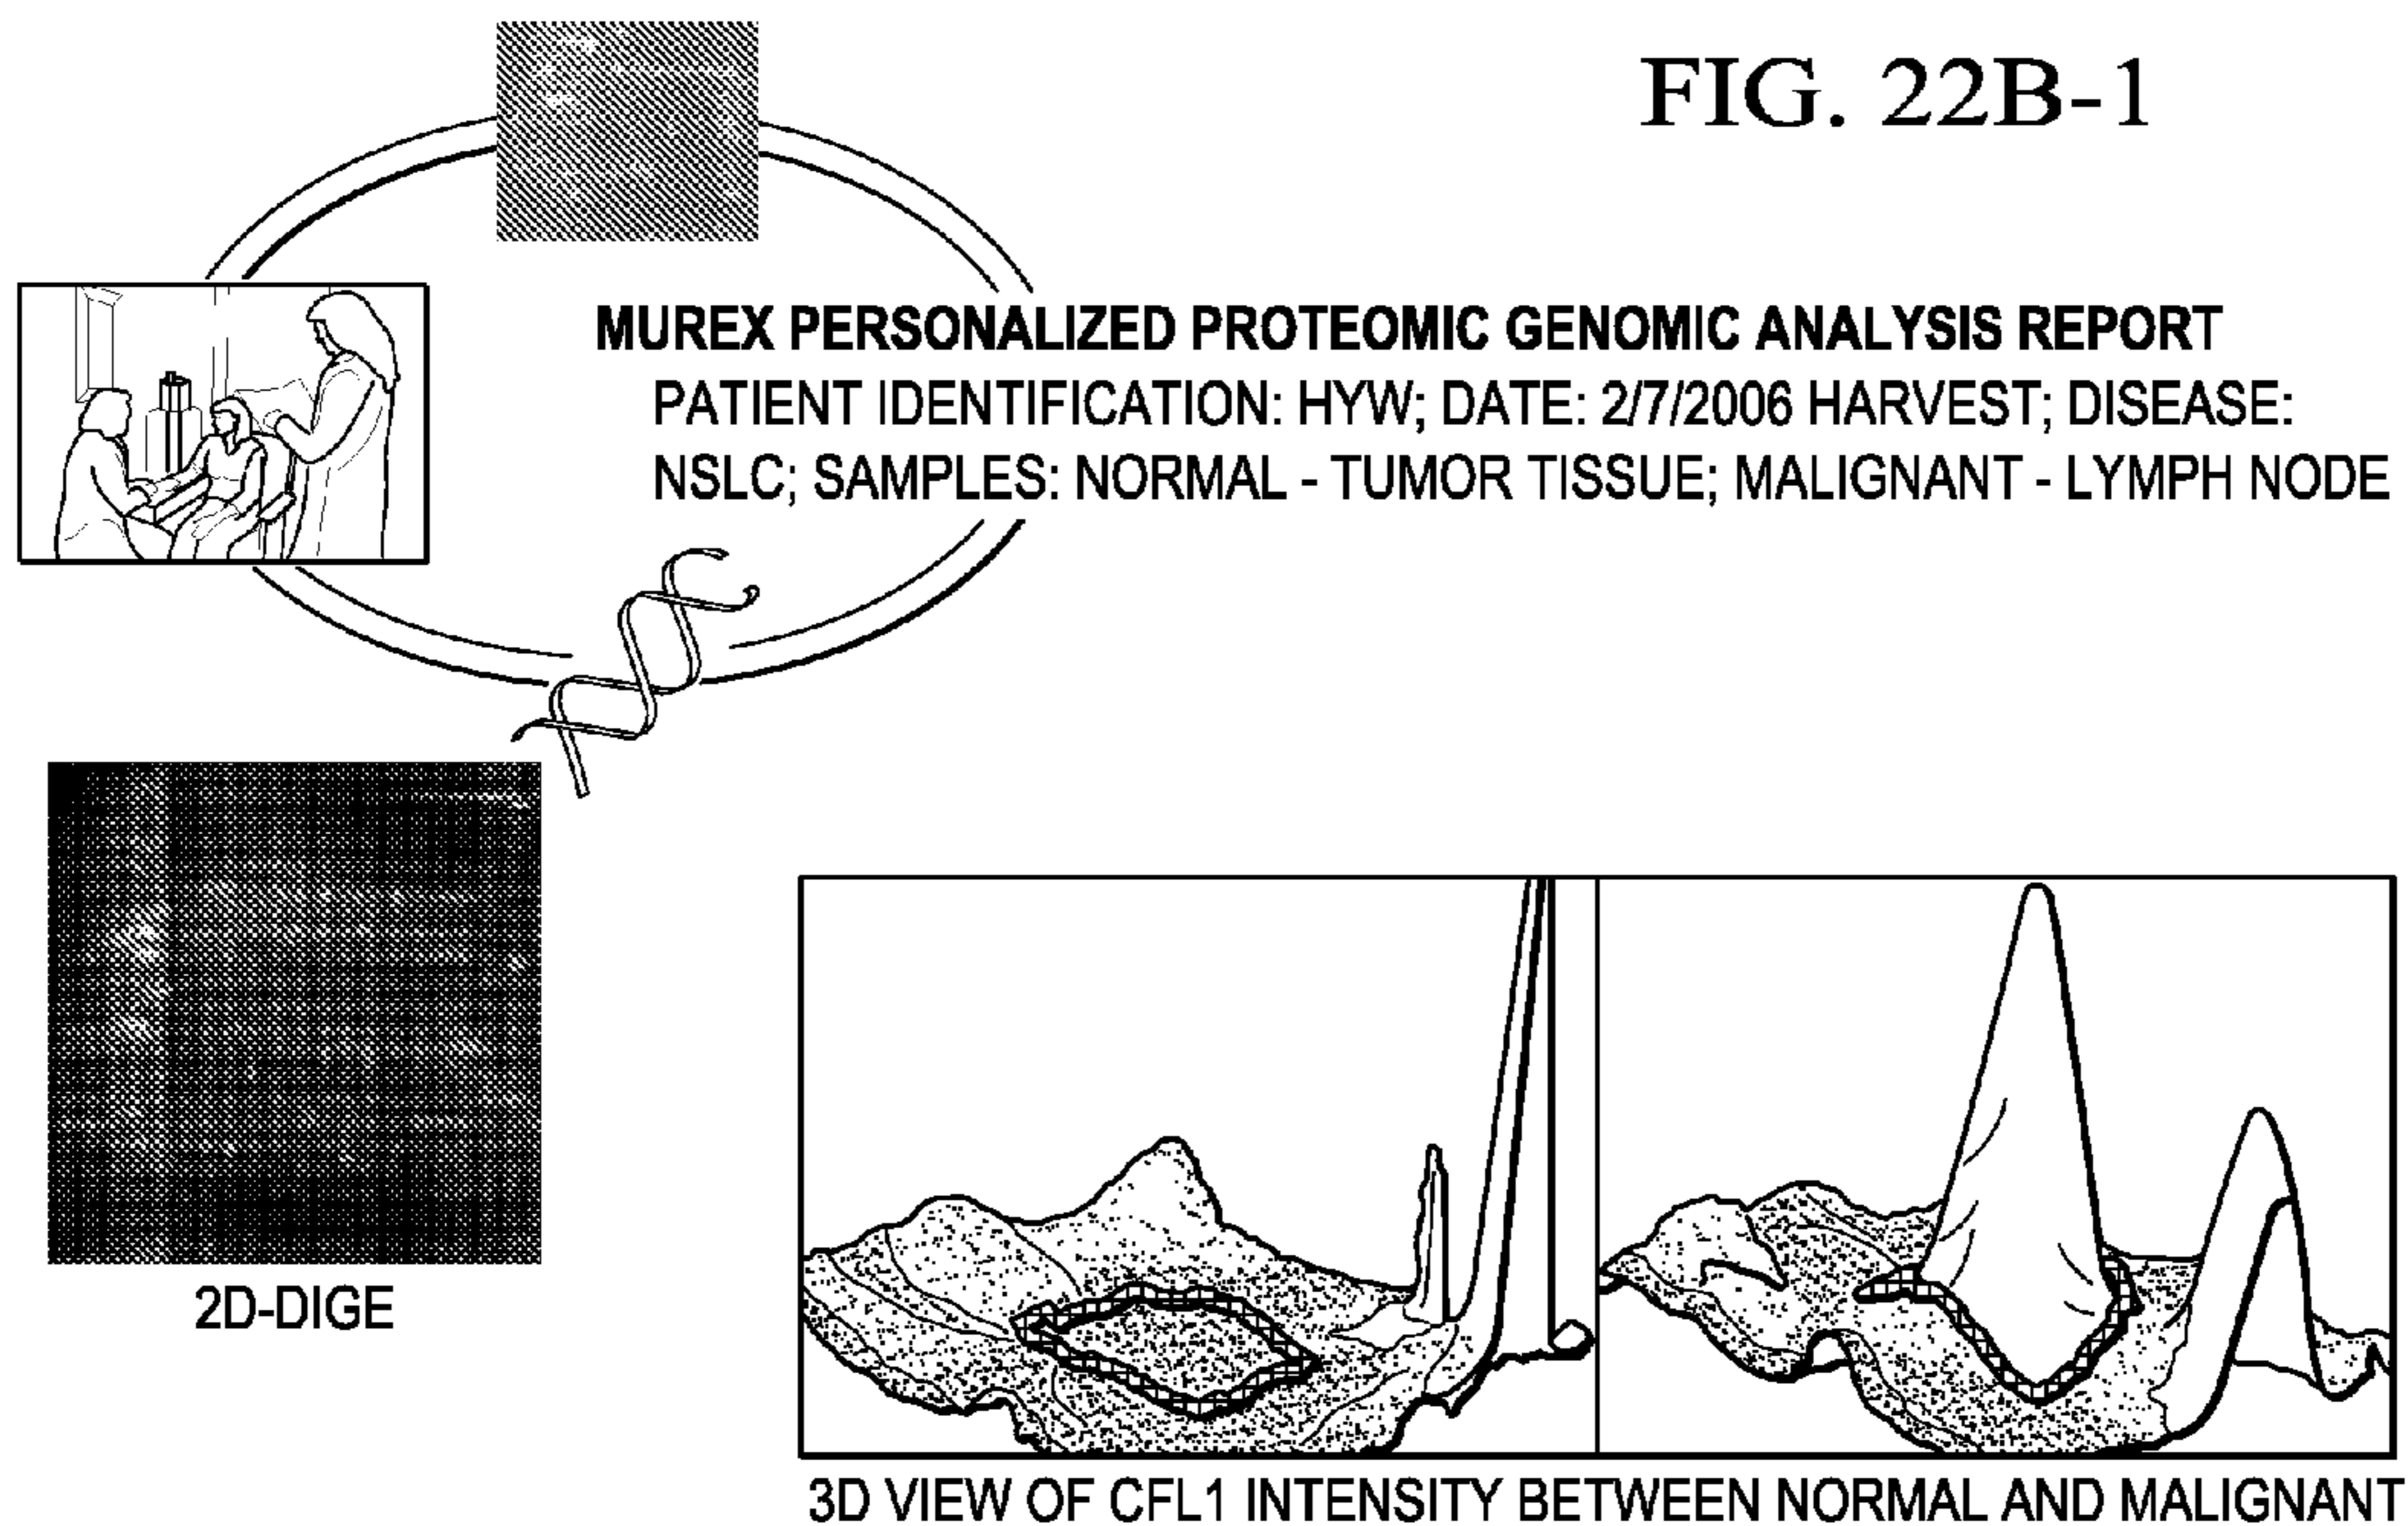 FIG. 22B-1
MUREX PERSONALIZED PROTEOMIC GENOMIC ANALYSIS REPORT
PATIENT IDENTIFICATION: HYW; DATE: 2/7/2006 HARVEST; DISEASE:
NSLC; SAMPLES: NORMAL - TUMOR TISSUE; MALIGNANT - LYMPH NODE
2D-DIGE
3D VIEW OF CFL1 INTENSITY BETWEEN NORMAL AND MALIGNANT